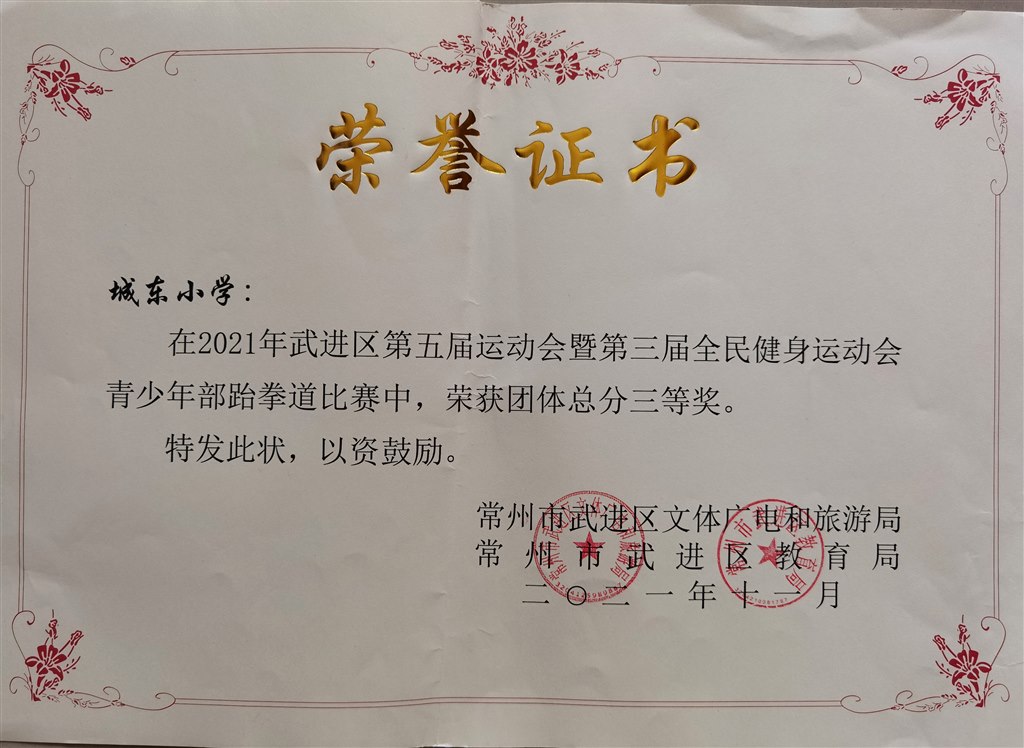 荣誉证书
城东小学：
在2021年武进区第五届运动会暨第三届全民健身运动会
青少年部跆拳道比赛中，荣获团体总分三等奖。
特发此状，以资鼓励。
常州市武进区文体广电和旅游局
常州市武进区教育局
二〇二一年十一月